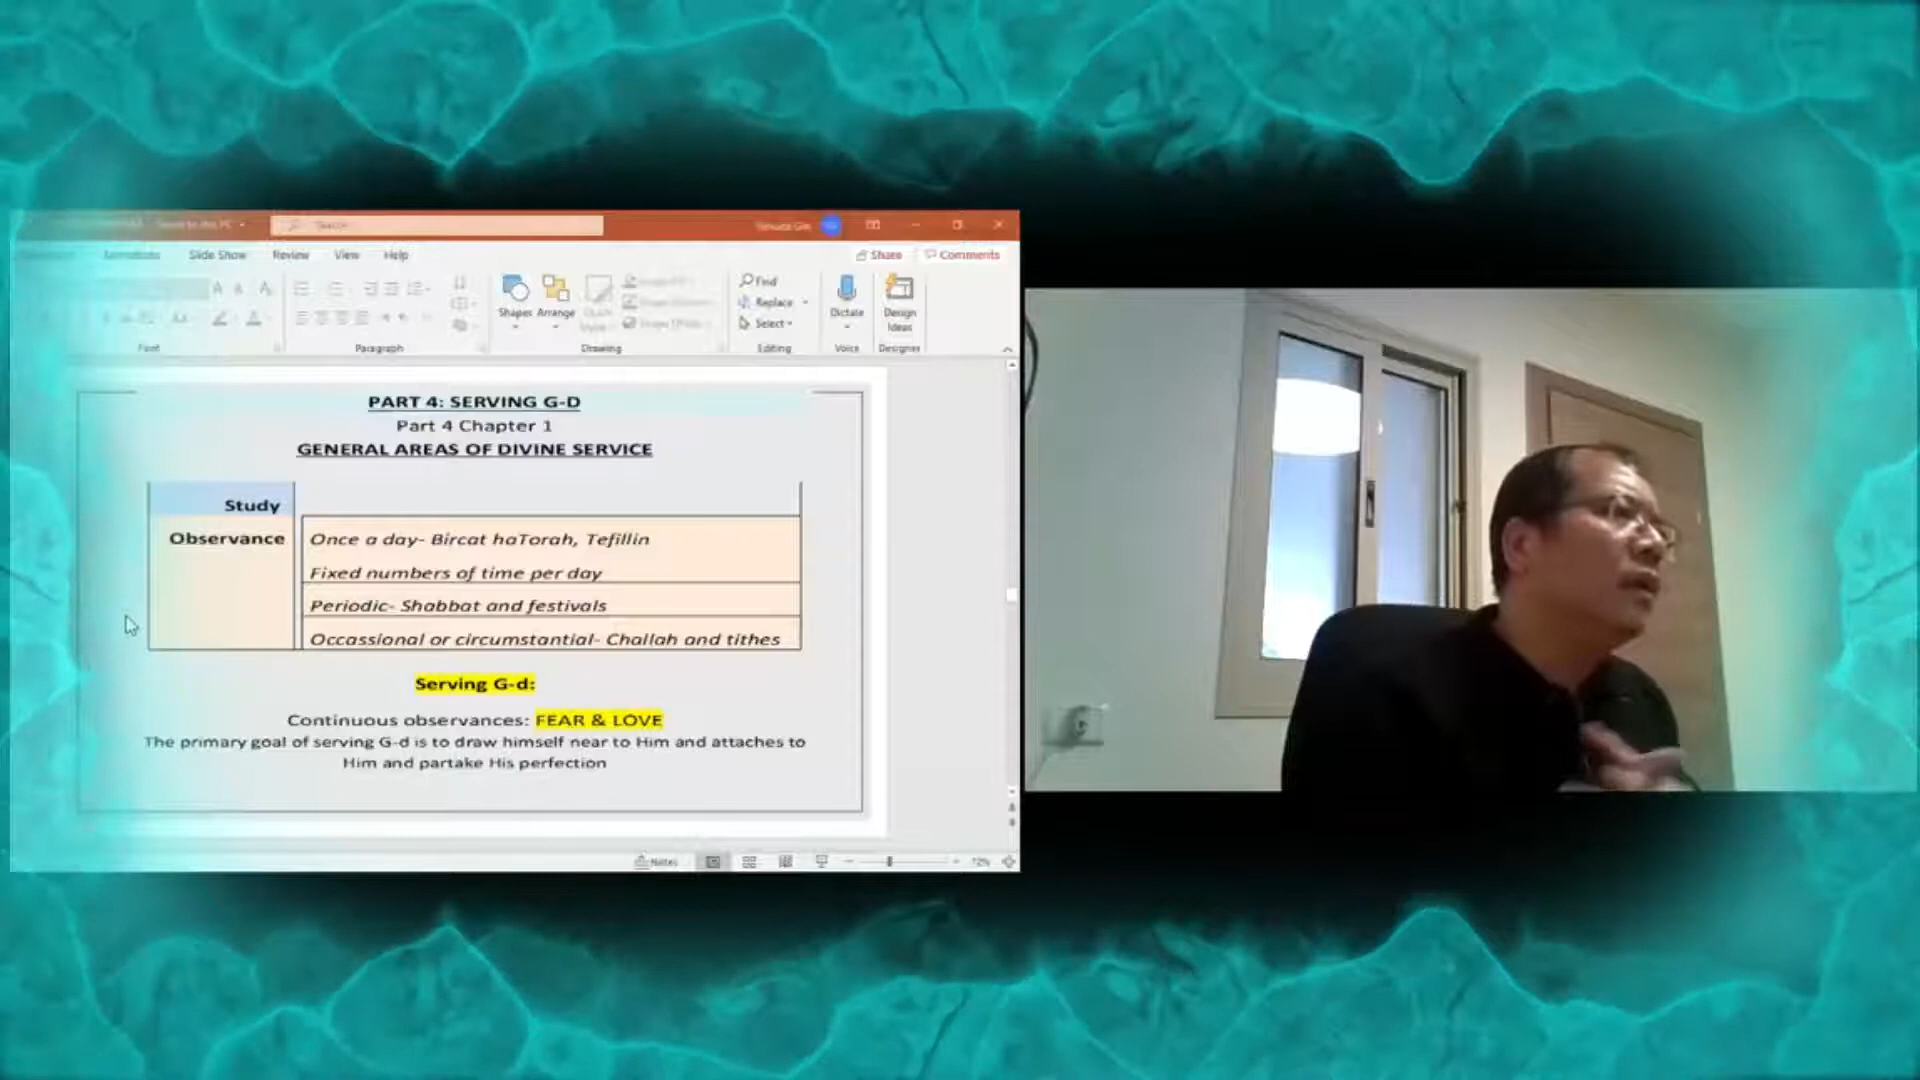 Share
Comments
Slide Show
Review
View
Help
Find
Replace
Select
Shapes
Arrange
Dictate
Design
Ideas
Font
Paragraph
Drawing
Editing
Voice
Designer
PART 4: SERVING G-D
Part 4 Chapter 1
GENERAL AREAS OF DIVINE SERVICE
Study
Observance
Once a day- Bircat haTorah, Tefillin
Fixed numbers of time per day
Periodic- Shabbat and festivals
Occassional or circumstantial- Challah and tithes
Serving G-d:
Continuous observances: FEAR & LOVE
The primary goal of serving G-d is to draw himself near to Him and attaches to
Him and partake His perfection
Notes
72%